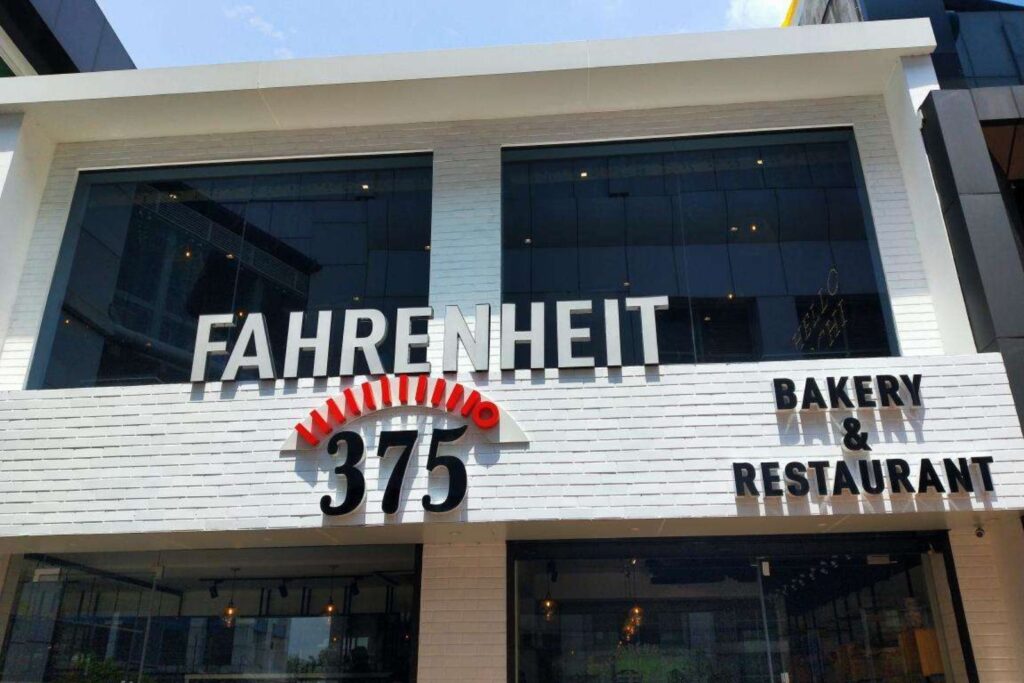 FAHRENHEIT
375
BAKERY
&
RESTAURANT